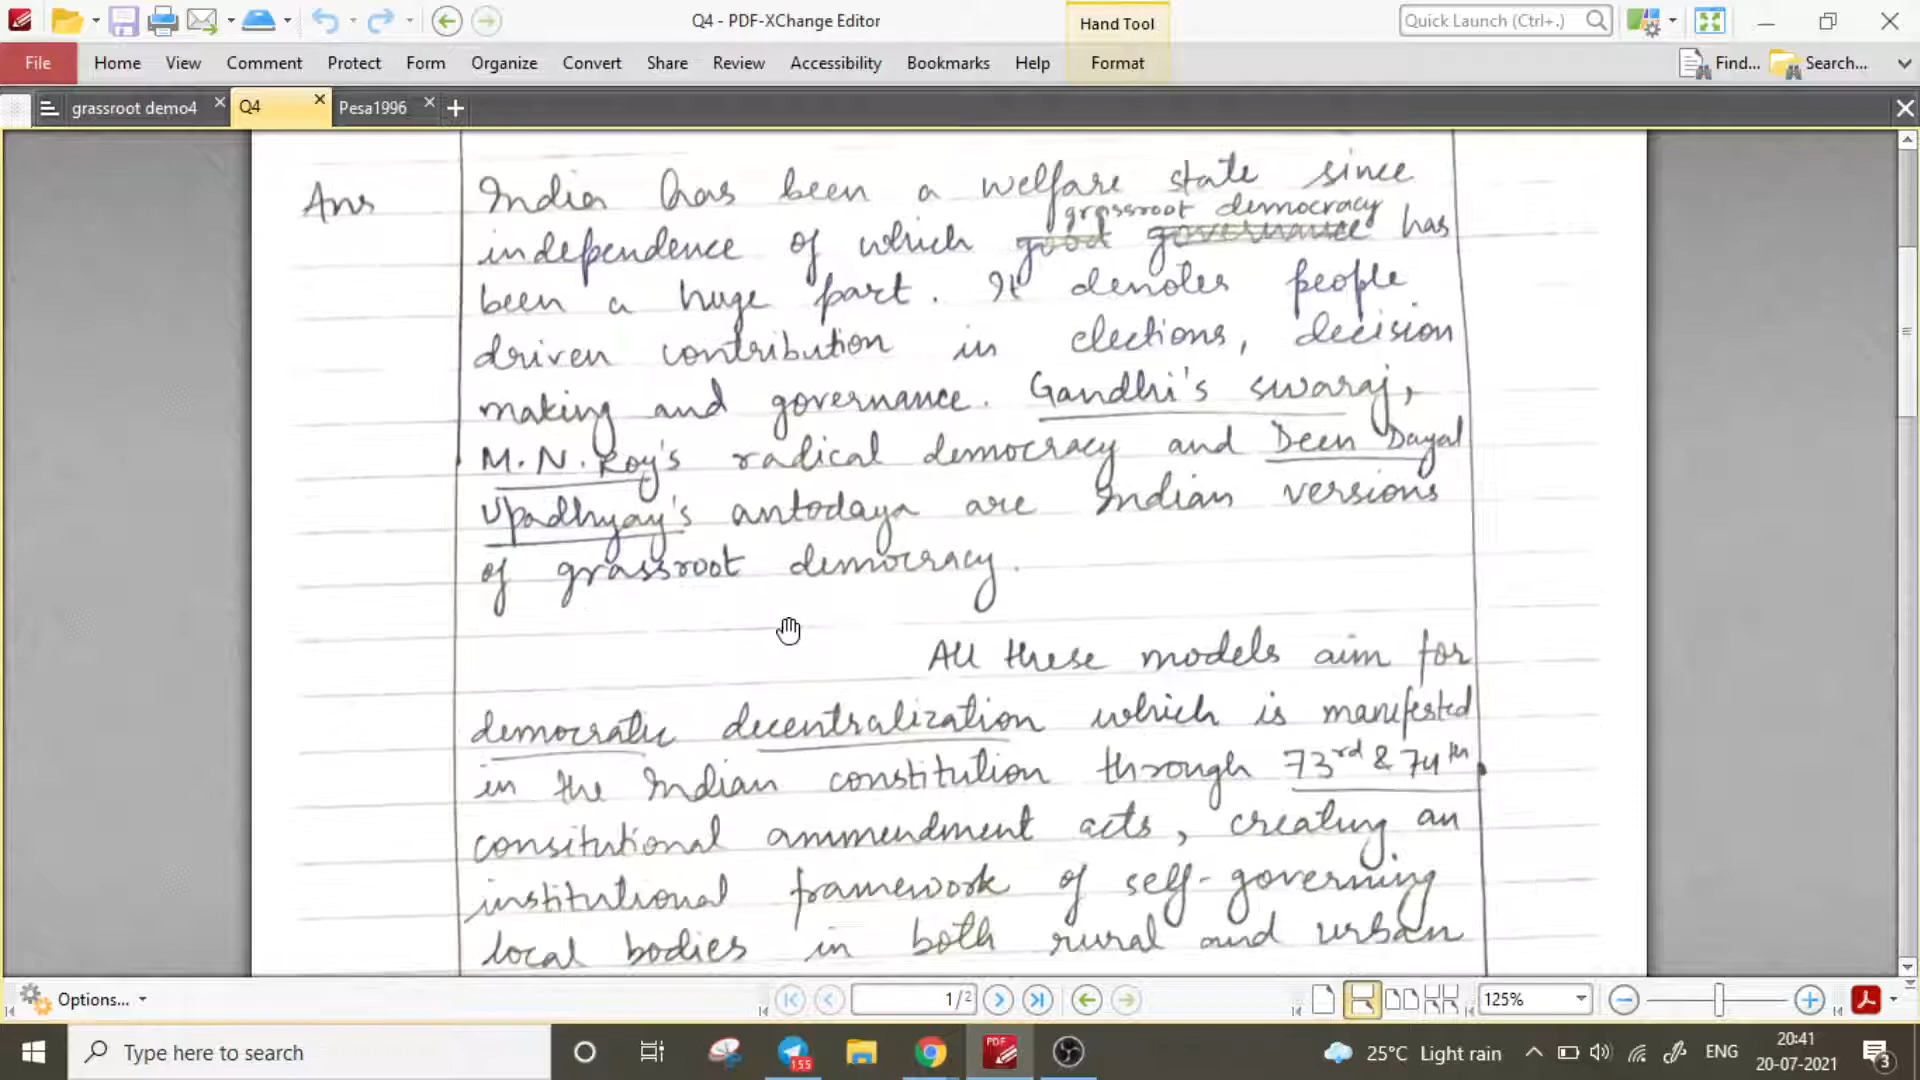 Q4 - PDF-XChange Editor
Hand Tool
Quick Launch (Ctrl+.)
File Home View Comment Protect Form Organize Convert Share Review Accessibility Bookmarks Help Format
Find... Search...
grassroot demo4 Q4 Pesa1996
Ans
India has been a welfare state since
grassroot democracy
independence of which good governance has
been a huge part. It denotes people
driven contribution in elections, decision
making and governance. Gandhi's swaraj,
M.N. Roy's radical democracy and Deen Dayal
Upadhyay's antodaya are Indian versions
of grassroot democracy.
All these models aim for
democratic decentralization which is manifested
in the Indian constitution through 73rd & 74th
consitutional ammendment acts, creating an
institutional framework of self-governing
local bodies in both rural and urban
Options...
1/2
125%
Type here to search
PDF
155
25°C Light rain
ENG
20:41
20-07-2021
3